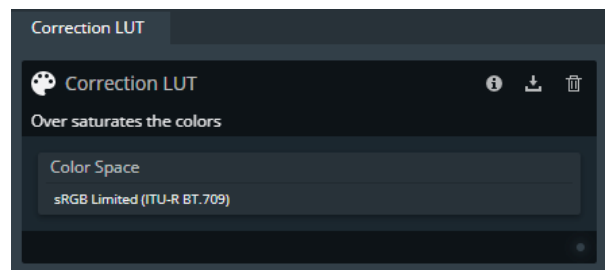 Correction LUT
Correction LUT
Over saturates the colors
Color Space
sRGB Limited (ITU-R BT.709)